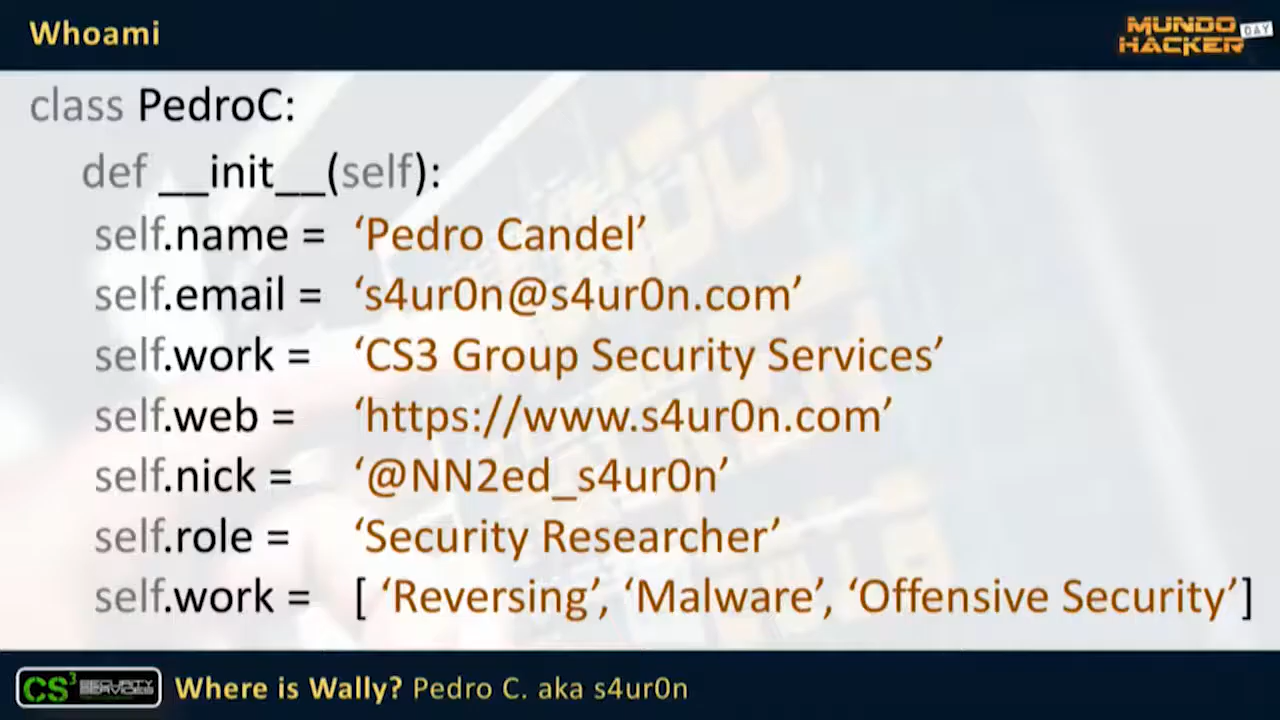 Whoami
MUNDO
HACKER DAY
class PedroC:
def __init__(self):
self.name = ‘Pedro Candel’
self.email = ‘s4ur0n@s4ur0n.com’
self.work = ‘CS3 Group Security Services’
self.web = ‘https://www.s4ur0n.com’
self.nick = ‘@NN2ed_s4ur0n’
self.role = ‘Security Researcher’
self.work = [ ‘Reversing’, ‘Malware’, ‘Offensive Security’]
CS3 SECURITY SERVICES
Where is Wally? Pedro C. aka s4ur0n